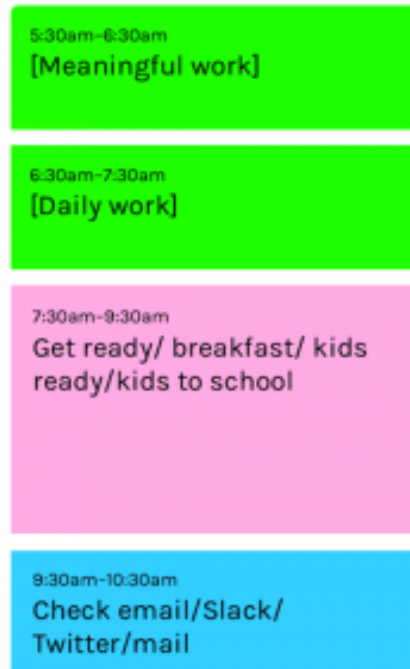 5:30am–6:30am
[Meaningful work]
6:30am–7:30am
[Daily work]
7:30am–9:30am
Get ready/ breakfast/ kids
ready/kids to school
9:30am–10:30am
Check email/Slack/
Twitter/mail